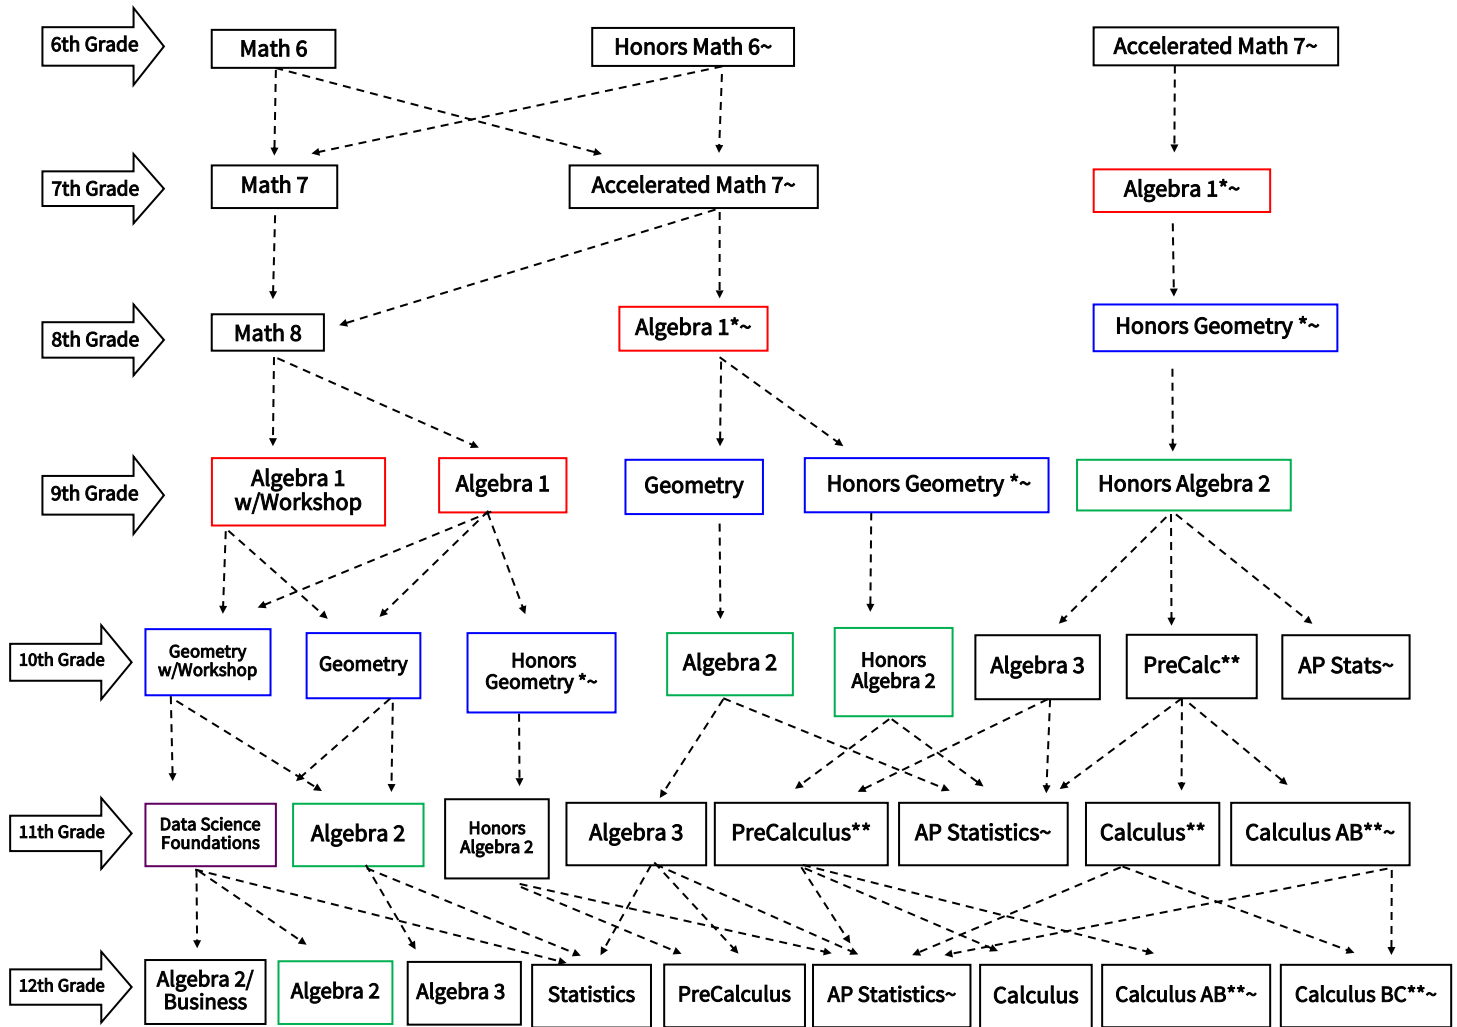 6th Grade
Math 6
Honors Math 6~
Accelerated Math 7~
7th Grade
Math 7
Accelerated Math 7~
Algebra 1*~
8th Grade
Math 8
Algebra 1*~
Honors Geometry *~
9th Grade
Algebra 1
w/Workshop
Algebra 1
Geometry
Honors Geometry *~
Honors Algebra 2
10th Grade
Geometry
w/Workshop
Geometry
Honors
Geometry *~
Algebra 2
Honors
Algebra 2
Algebra 3
PreCalc**
AP Stats~
11th Grade
Data Science
Foundations
Algebra 2
Honors
Algebra 2
Algebra 3
PreCalculus**
AP Statistics~
Calculus**
Calculus AB**~
12th Grade
Algebra 2/
Business
Algebra 2
Algebra 3
Statistics
PreCalculus
AP Statistics~
Calculus
Calculus AB**~
Calculus BC**~